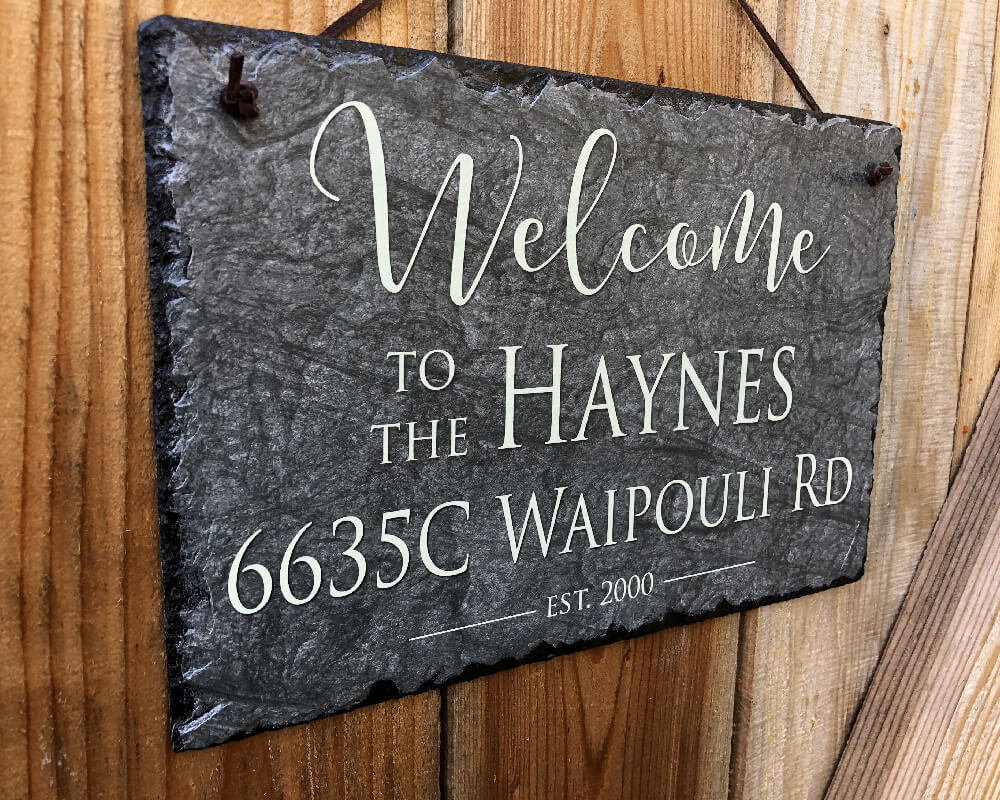 Welcome
TO THE HAYNES
6635C WAIPOULI RD
EST. 2000